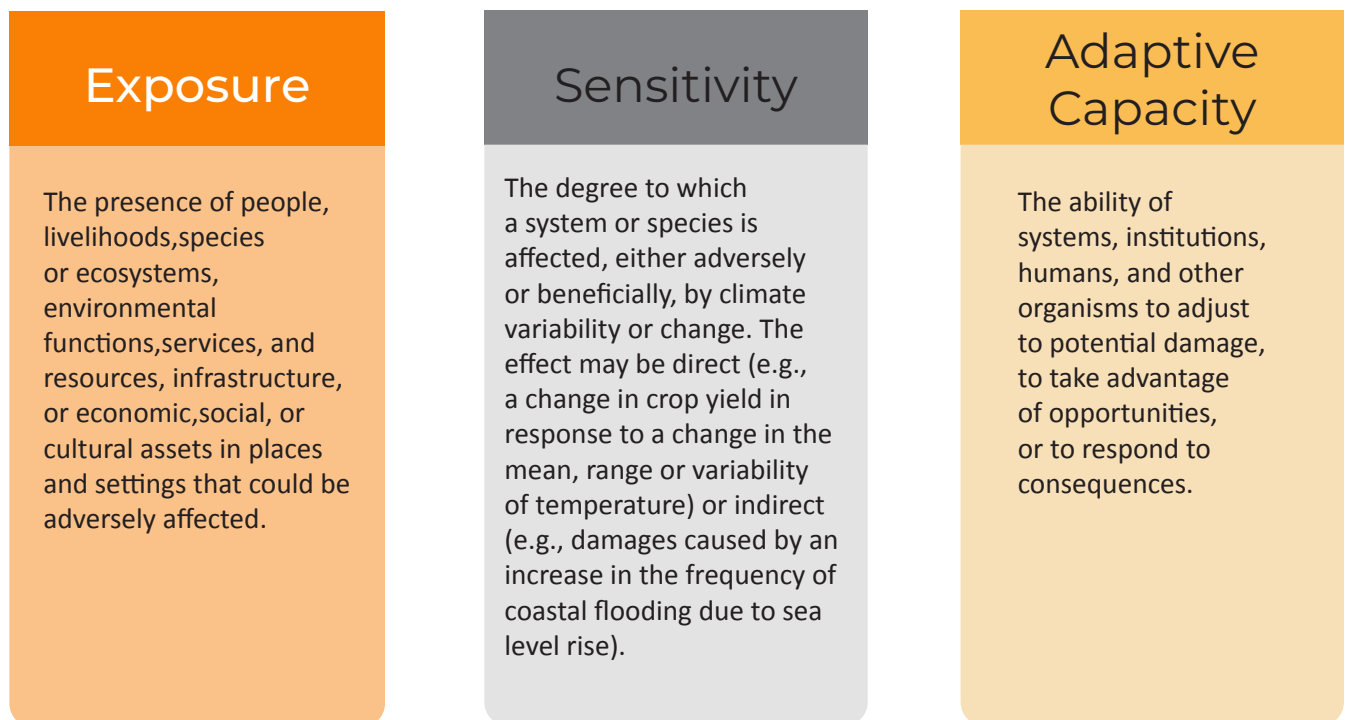 Exposure
The presence of people,
livelihoods,species
or ecosystems,
environmental
functions,services, and
resources, infrastructure,
or economic,social, or
cultural assets in places
and settings that could be
adversely affected.
Sensitivity
The degree to which
a system or species is
affected, either adversely
or beneficially, by climate
variability or change. The
effect may be direct (e.g.,
a change in crop yield in
response to a change in the
mean, range or variability
of temperature) or indirect
(e.g., damages caused by an
increase in the frequency of
coastal flooding due to sea
level rise).
Adaptive
Capacity
The ability of
systems, institutions,
humans, and other
organisms to adjust
to potential damage,
to take advantage
of opportunities,
or to respond to
consequences.